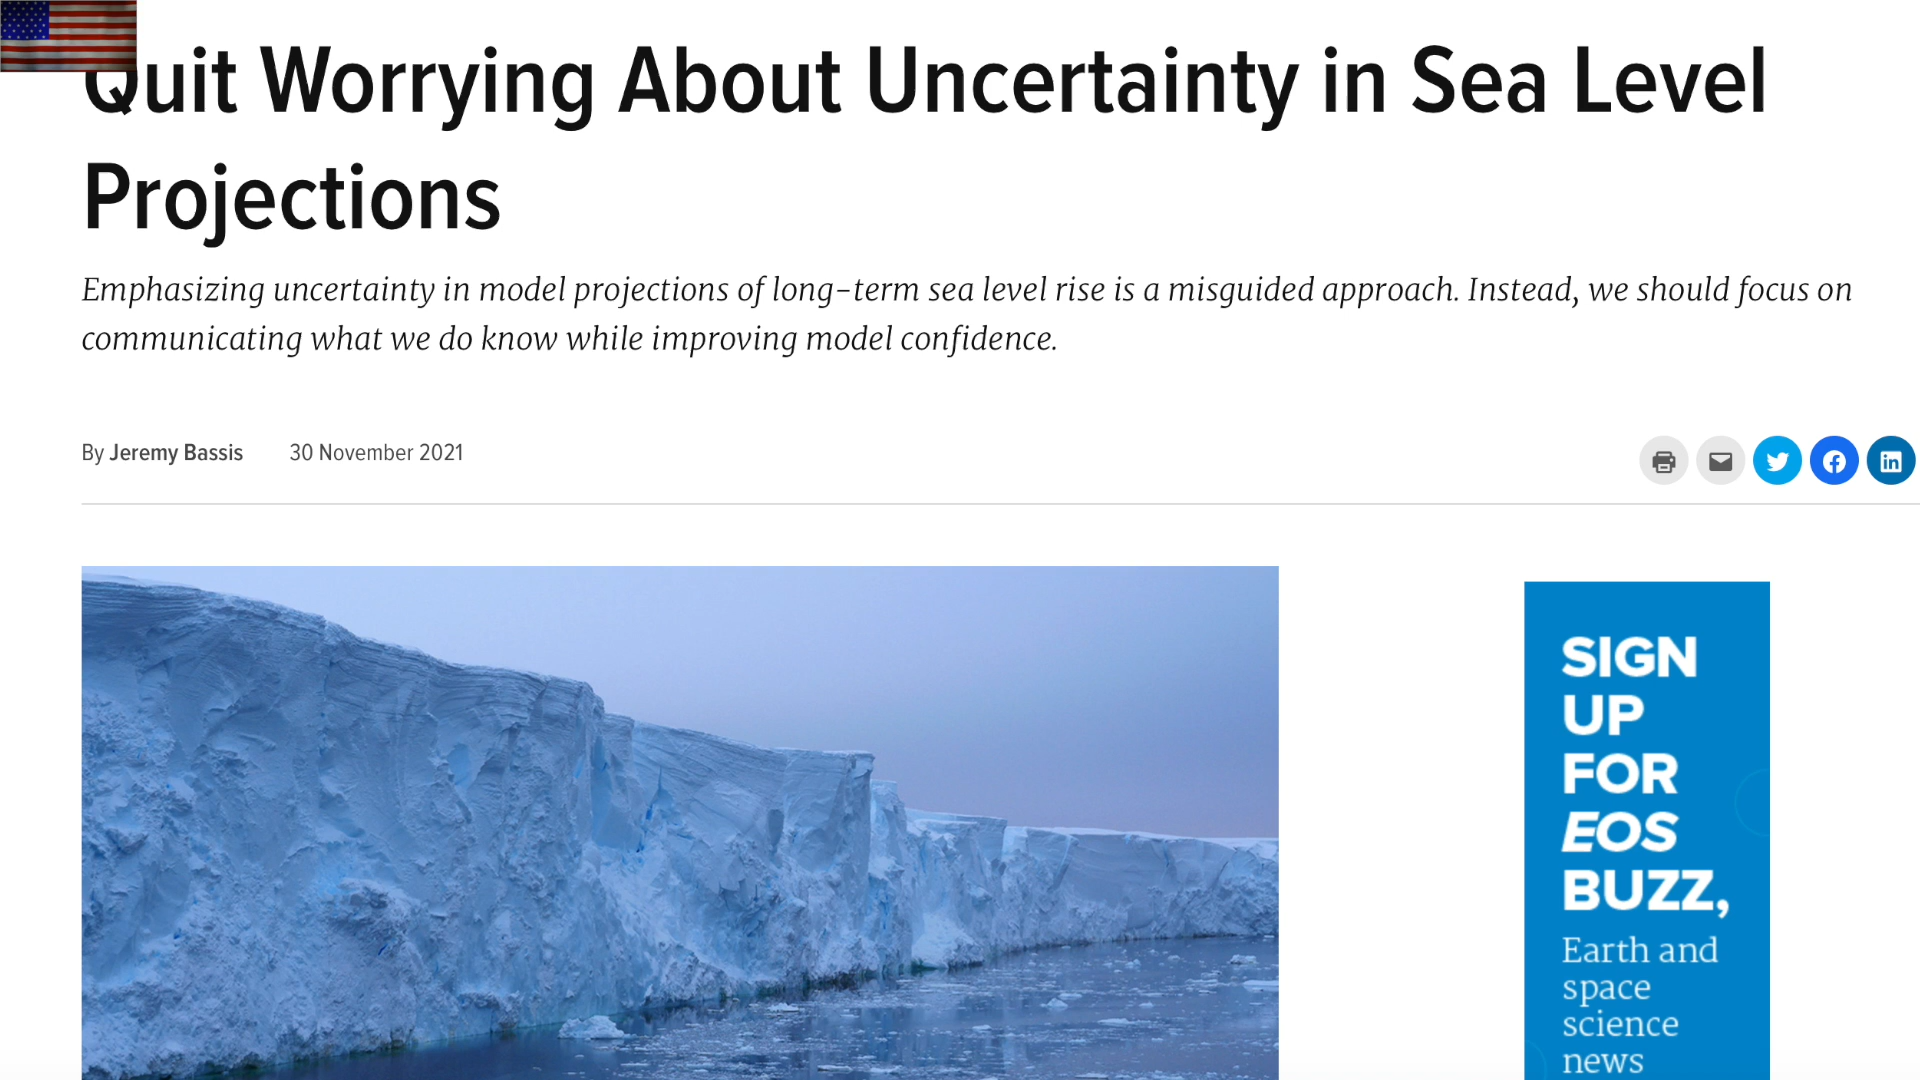 Quit Worrying About Uncertainty in Sea Level
Projections
Emphasizing uncertainty in model projections of long-term sea level rise is a misguided approach. Instead, we should focus on
communicating what we do know while improving model confidence.
By Jeremy Bassis 30 November 2021
SIGN
UP
FOR
EOS
BUZZ,
Earth and
space
science
news